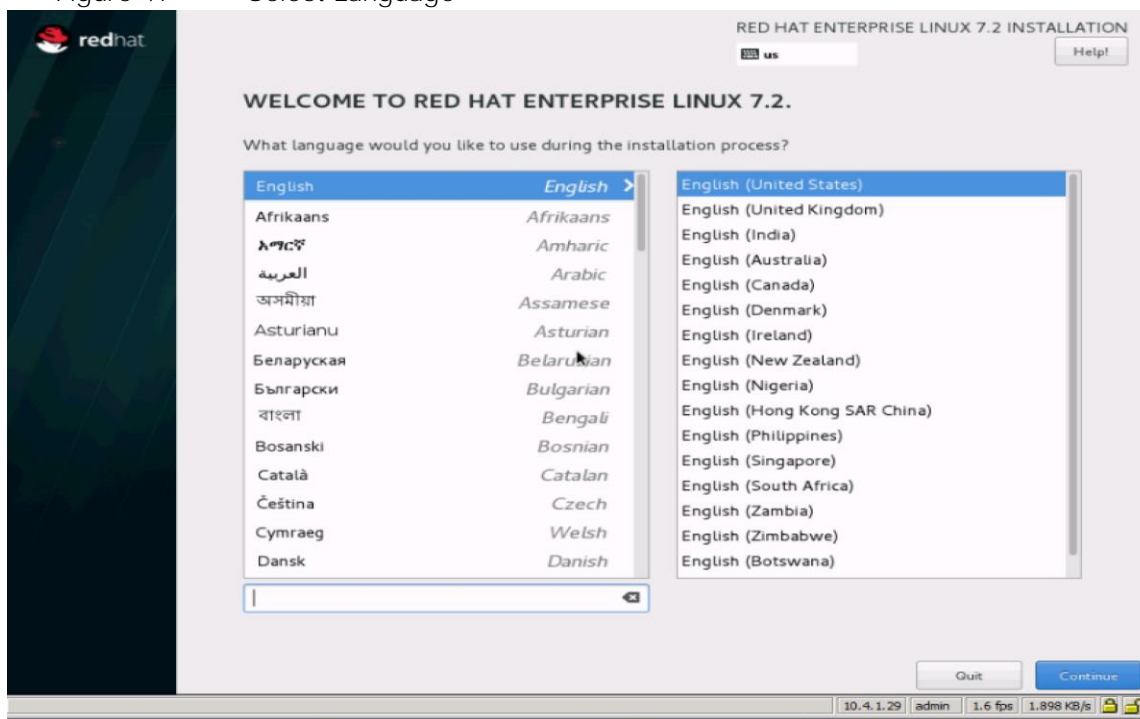 Select Language
redhat
RED HAT ENTERPRISE LINUX 7.2 INSTALLATION
us
Help!
WELCOME TO RED HAT ENTERPRISE LINUX 7.2.
What language would you like to use during the installation process?
English English
Afrikaans Afrikaans
አማርኛ Amharic
العربية Arabic
অসমীয়া Assamese
Asturianu Asturian
Беларуская Belarusian
Български Bulgarian
বাংলা Bengali
Bosanski Bosnian
Català Catalan
Čeština Czech
Cymraeg Welsh
Dansk Danish
English (United States)
English (United Kingdom)
English (India)
English (Australia)
English (Canada)
English (Denmark)
English (Ireland)
English (New Zealand)
English (Nigeria)
English (Hong Kong SAR China)
English (Philippines)
English (Singapore)
English (South Africa)
English (Zambia)
English (Zimbabwe)
English (Botswana)
Quit
Continue
10.4.1.29 admin 1.6 fps 1.898 KB/s